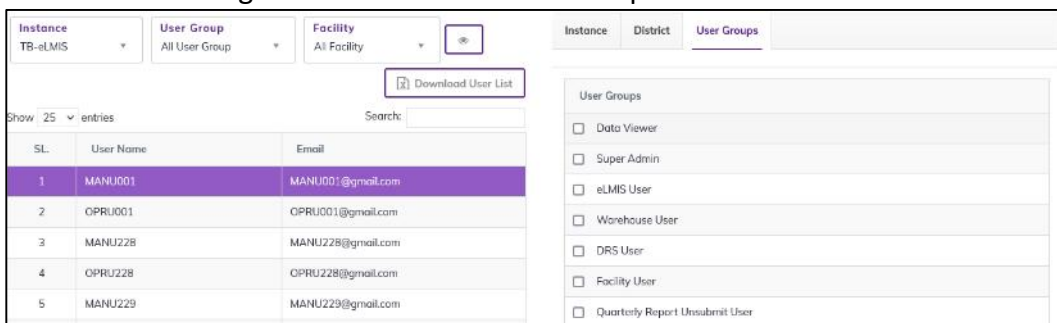 Instance User Group Facility
TB-eLMIS All User Group All Facility
Download User List
Show 25 entries Search:
SL. User Name Email
1 MANU001 MANU001@gmail.com
2 OPRU001 OPRU001@gmail.com
3 MANU228 MANU228@gmail.com
4 OPRU228 OPRU228@gmail.com
5 MANU229 MANU229@gmail.com
Instance District User Groups
User Groups
Data Viewer
Super Admin
eLMIS User
Warehouse User
DRS User
Facility User
Quarterly Report Unsubmit User